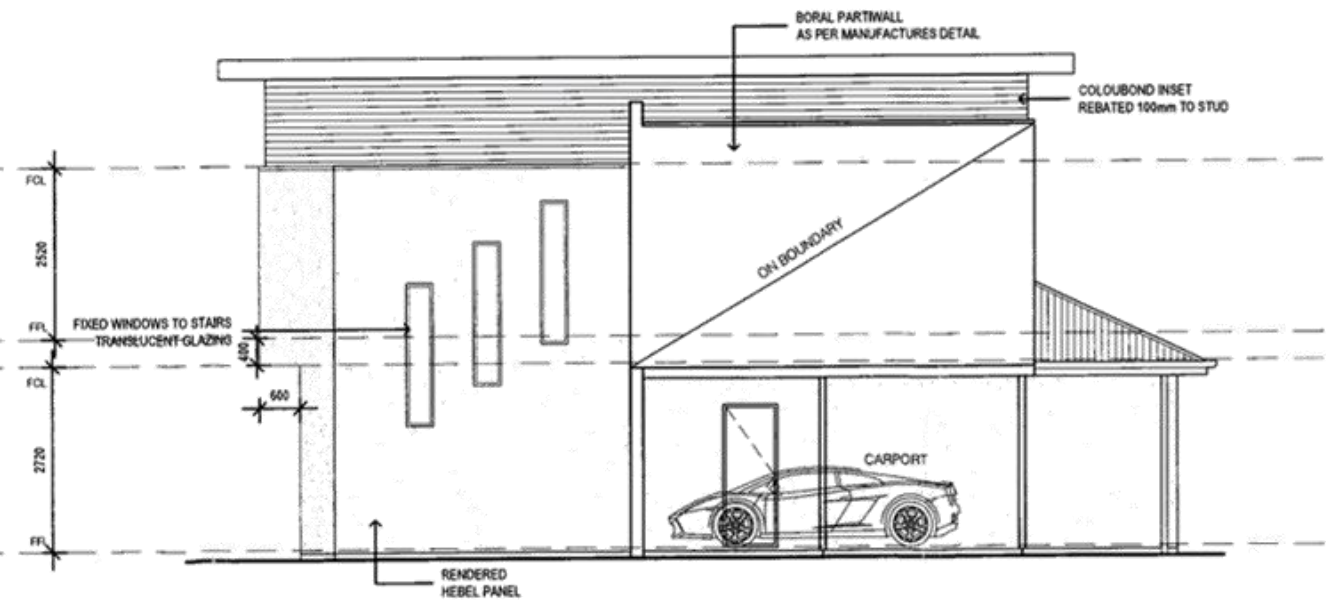 BORAL PARTIWALL
AS PER MANUFACTURES DETAIL
COLOUBOND INSET
REBATED 100mm TO STUD
FCL
2520
ON BOUNDARY
FIXED WINDOWS TO STAIRS
TRANSLUCENT GLAZING
FFL
400
FCL
600
2720
CARPORT
FFL
RENDERED
HEBEL PANEL